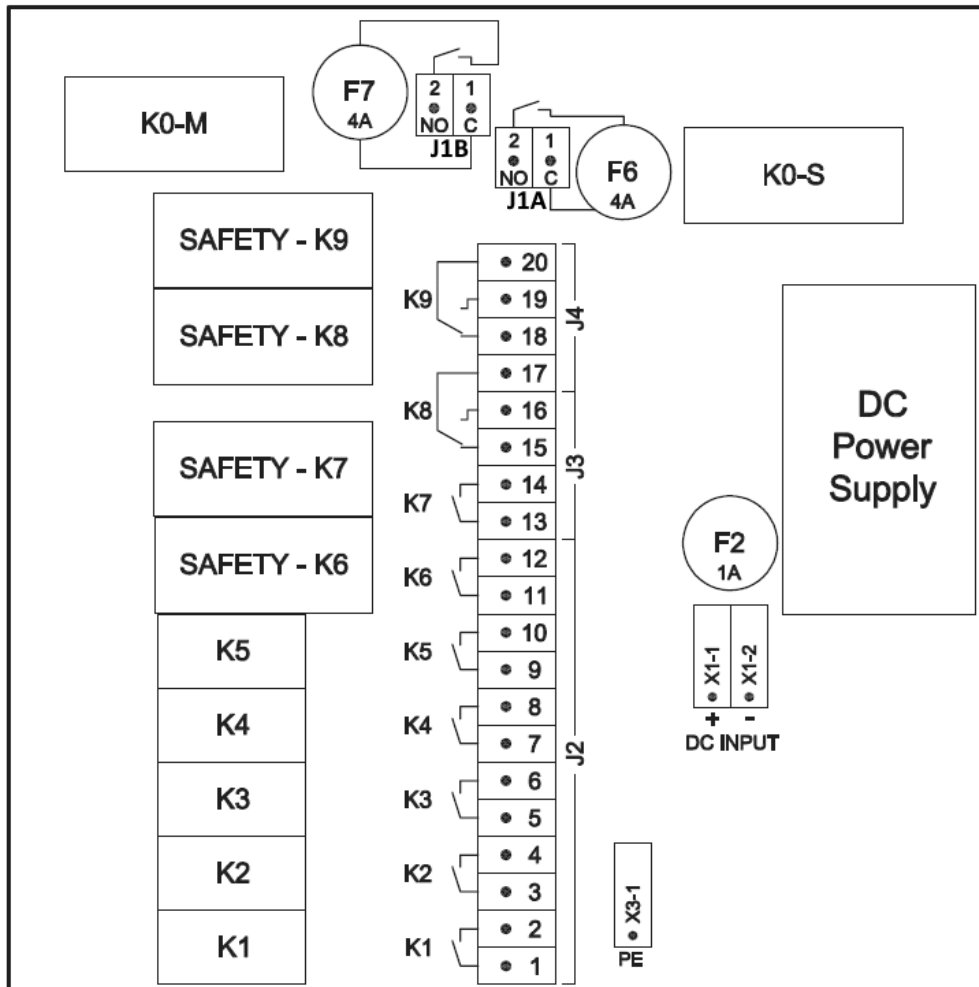 F7
4A
2 1
NO C
J1B
K0-M
2 1
NO C
J1A
F6
4A
K0-S
SAFETY - K9
SAFETY - K8
SAFETY - K7
SAFETY - K6
K5
K4
K3
K2
K1
K9
K8
K7
K6
K5
K4
K3
K2
K1
20
19
18
17
16
15
14
13
12
11
10
9
8
7
6
5
4
3
2
1
J4
J3
J2
DC
Power
Supply
F2
1A
X1-1
X1-2
+ -
DC INPUT
X3-1
PE